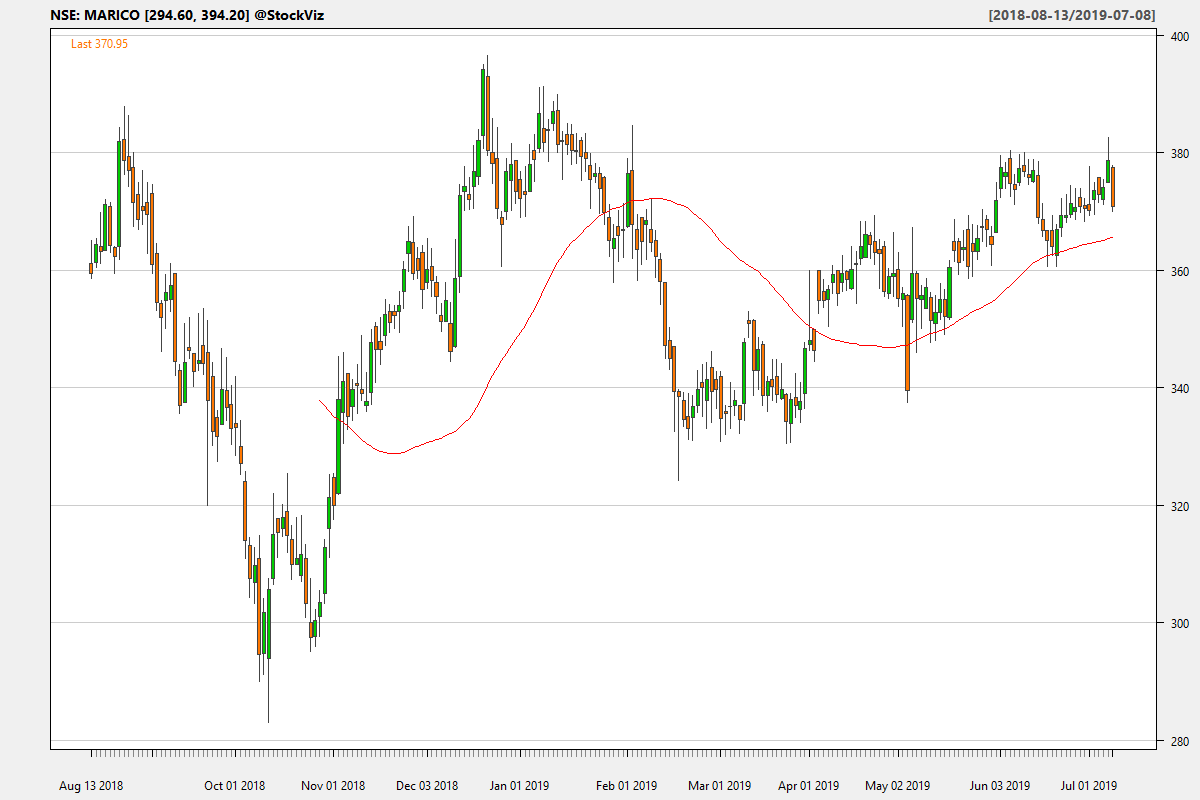 NSE: MARICO [294.60, 394.20] @StockViz
[2018-08-13/2019-07-08]
Last 370.95
400
380
360
340
320
300
280
Aug 13 2018
Oct 01 2018
Nov 01 2018
Dec 03 2018
Jan 01 2019
Feb 01 2019
Mar 01 2019
Apr 01 2019
May 02 2019
Jun 03 2019
Jul 01 2019